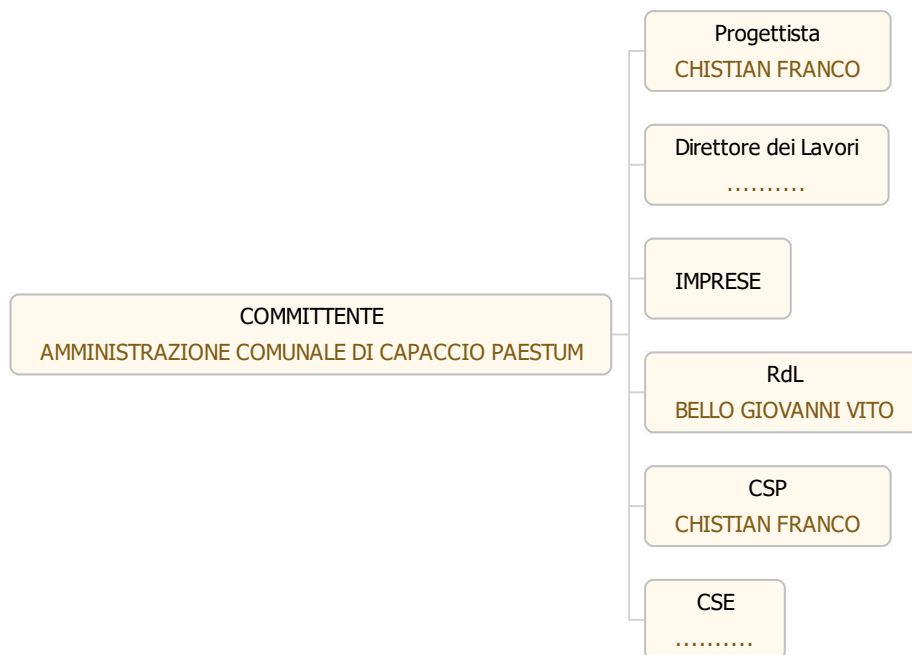 Progettista
CHISTIAN FRANCO
Direttore dei Lavori
..........
IMPRESE
COMMITTENTE
AMMINISTRAZIONE COMUNALE DI CAPACCIO PAESTUM
RdL
BELLO GIOVANNI VITO
CSP
CHISTIAN FRANCO
CSE
..........